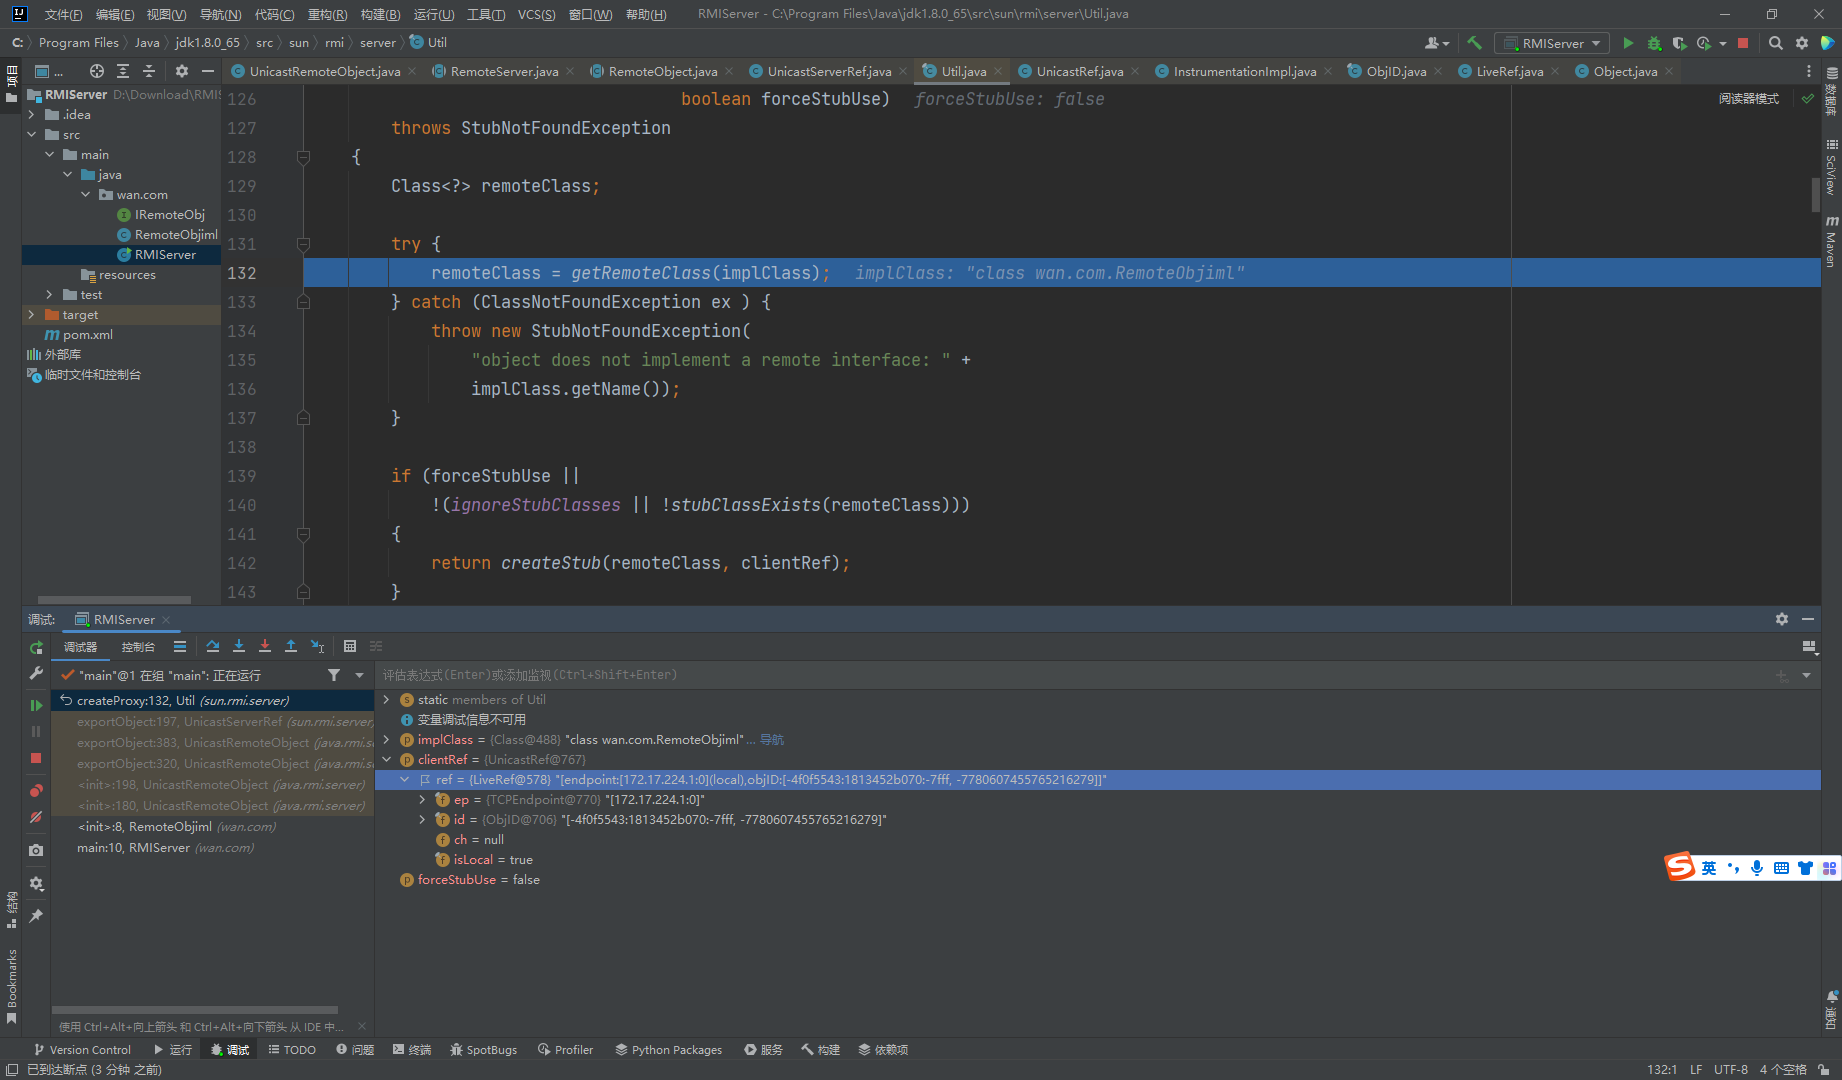 文件(F) 编辑(E) 视图(V) 导航(N) 代码(C) 重构(R) 构建(B) 运行(U) 工具(T) VCS(S) 窗口(W) 帮助(H) RMIServer - C:\Program Files\Java\jdk1.8.0_65\src\sun\rmi\server\Util.java
C: Program Files Java jdk1.8.0_65 src sun rmi server Util
RMIServer
项目
...
UnicastRemoteObject.java RemoteServer.java RemoteObject.java UnicastServerRef.java Util.java UnicastRef.java InstrumentationImpl.java ObjID.java LiveRef.java Object.java
RMIServer D:\Download\RMIS
.idea
src
main
java
wan.com
IRemoteObj
RemoteObjiml
RMIServer
resources
test
target
pom.xml
外部库
临时文件和控制台
阅读器模式
126 boolean forceStubUse) forceStubUse: false
127 throws StubNotFoundException
128 {
129 Class<?> remoteClass;
130
131 try {
132 remoteClass = getRemoteClass(implClass); implClass: "class wan.com.RemoteObjiml"
133 } catch (ClassNotFoundException ex ) {
134 throw new StubNotFoundException(
135 "object does not implement a remote interface: " +
136 implClass.getName());
137 }
138
139 if (forceStubUse ||
140 !(ignoreStubClasses || !stubClassExists(remoteClass)))
141 {
142 return createStub(remoteClass, clientRef);
143 }
数据库
SciView
Maven
通知
调试: RMIServer
调试器 控制台
"main"@1 在组 "main": 正在运行
createProxy:132, Util (sun.rmi.server)
exportObject:197, UnicastServerRef (sun.rmi.server)
exportObject:383, UnicastRemoteObject (java.rmi.s
exportObject:320, UnicastRemoteObject (java.rmi.s
<init>:198, UnicastRemoteObject (java.rmi.server)
<init>:180, UnicastRemoteObject (java.rmi.server)
<init>:8, RemoteObjiml (wan.com)
main:10, RMIServer (wan.com)
使用 Ctrl+Alt+向上箭头 和 Ctrl+Alt+向下箭头 从 IDE 中...
评估表达式(Enter)或添加监视(Ctrl+Shift+Enter)
static members of Util
变量调试信息不可用
implClass = {Class@488} "class wan.com.RemoteObjiml"... 导航
clientRef = {UnicastRef@767}
ref = {LiveRef@578} "[endpoint:[172.17.224.1:0](local),objID:[-4f0f5543:1813452b070:-7fff, -7780607455765216279]]"
ep = {TCPEndpoint@770} "[172.17.224.1:0]"
id = {ObjID@706} "[-4f0f5543:1813452b070:-7fff, -7780607455765216279]"
ch = null
isLocal = true
forceStubUse = false
结构
Bookmarks
英
Version Control 运行 调试 TODO 问题 终端 SpotBugs Profiler Python Packages 服务 构建 依赖项
已到达断点 (3 分钟 之前)
132:1 LF UTF-8 4 个空格